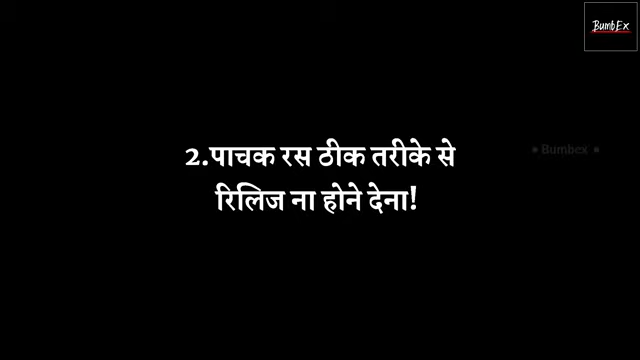 BumbEx
2.पाचक रस ठीक तरीके से
• Bumbex •
रिलिज ना होने देना!